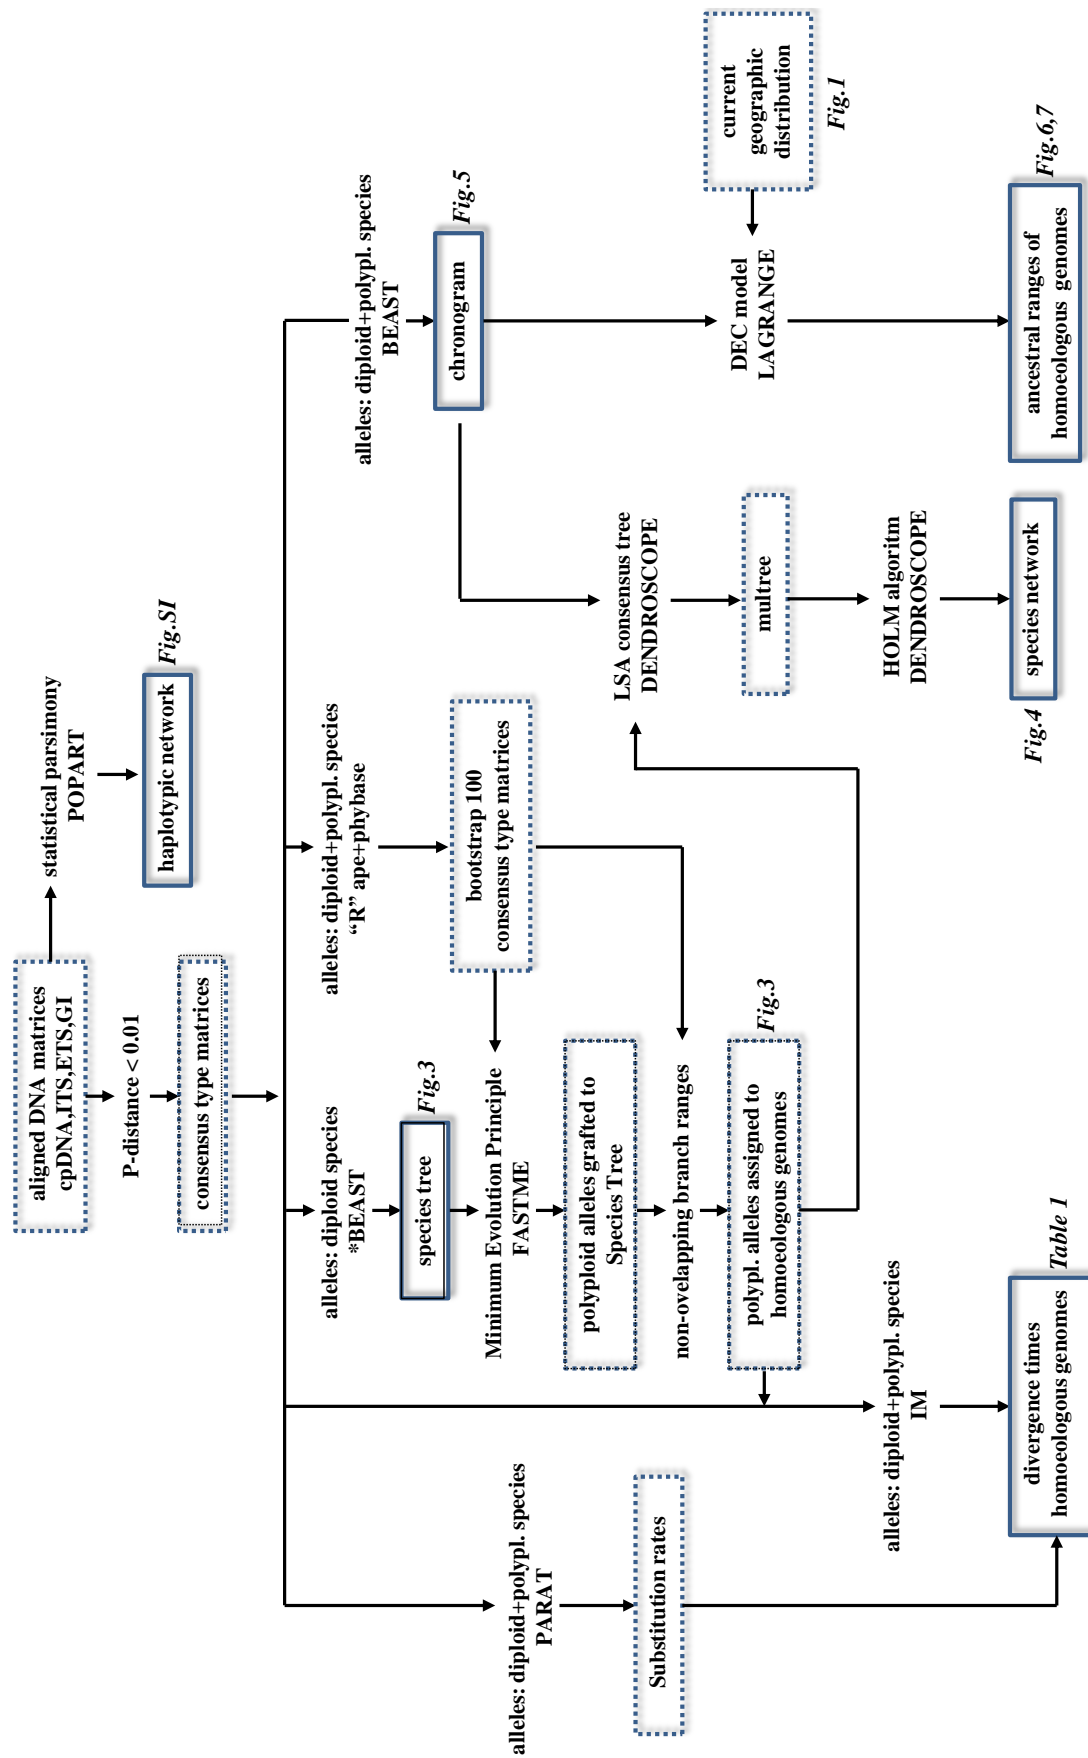 aligned DNA matrices
cpDNA,ITS,ETS,GI
statistical parsimony
POPART
haplotypic network
Fig.S1
P-distance < 0.01
consensus type matrices
alleles: diploid+polypl. species
PARAT
Substitution rates
alleles: diploid species
*BEAST
species tree
Fig.3
Minimum Evolution Principle
FASTME
polyploid alleles grafted to
Species Tree
non-ovelapping branch ranges
polypl. alleles assigned to
homoeologous genomes
Fig.3
alleles: diploid+polypl. species
IM
divergence times
homoeologous genomes
Table 1
alleles: diploid+polypl. species
“R” ape+phybase
bootstrap 100
consensus type matrices
alleles: diploid+polypl. species
BEAST
chronogram
Fig.5
LSA consensus tree
DENDROSCOPE
multree
HOLM algoritm
DENDROSCOPE
species network
Fig.4
current
geographic
distribution
Fig.1
DEC model
LAGRANGE
ancestral ranges of
homoeologous genomes
Fig.6,7